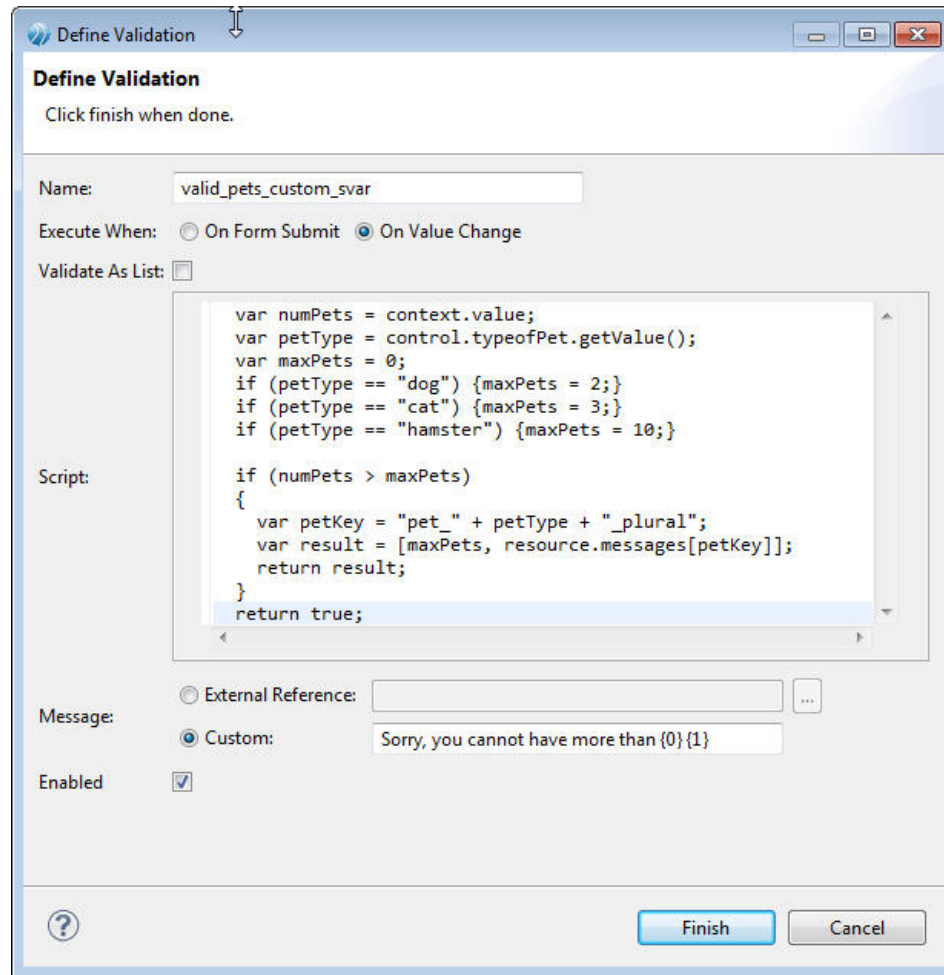 Define Validation
Define Validation
Click finish when done.
Name: valid_pets_custom_svar
Execute When: On Form Submit On Value Change
Validate As List:
Script:
var numPets = context.value;
var petType = control.typeofPet.getValue();
var maxPets = 0;
if (petType == "dog") {maxPets = 2;}
if (petType == "cat") {maxPets = 3;}
if (petType == "hamster") {maxPets = 10;}
if (numPets > maxPets)
{
var petKey = "pet_" + petType + "_plural";
var result = [maxPets, resource.messages[petKey]];
return result;
}
return true;
Message:
External Reference: ...
Custom: Sorry, you cannot have more than {0} {1}
Enabled
? Finish Cancel